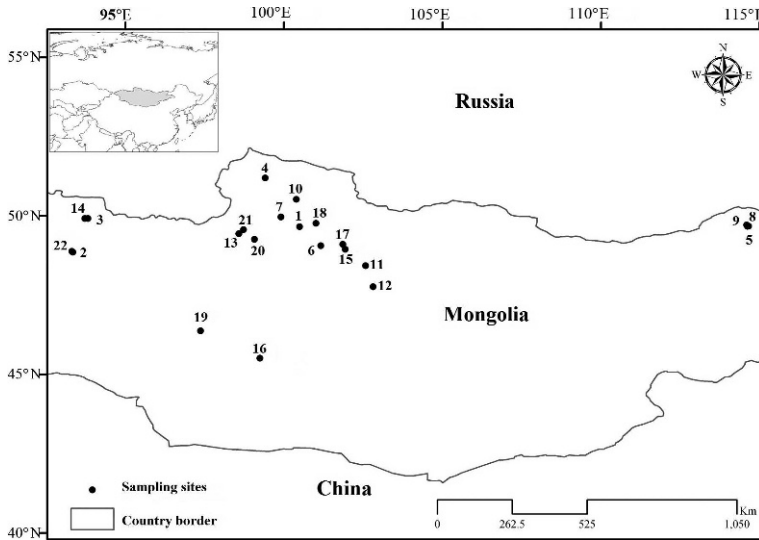 95°E 100°E 105°E 110°E 115°E
55°N
N
W E
S
Russia
4
10
14 3
7 1 18
50°N
21
13
20
6
17
15
9 8
5
22 2
11
12
Mongolia
19
16
45°N
Sampling sites
Country border
China
Km
0 262.5 525 1,050
40°N